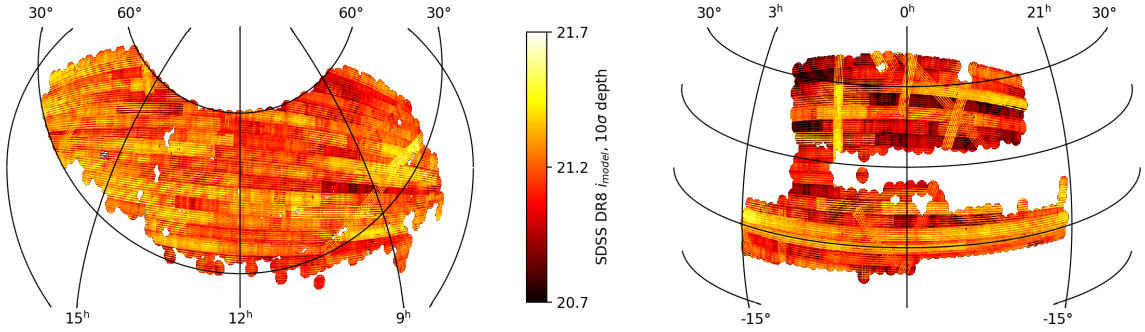 30° 60° 60° 30°
15ʰ 12ʰ 9ʰ
21.7
21.2
20.7
SDSS DR8 i_model, 10σ depth
30° 3ʰ 0ʰ 21ʰ 30°
-15° -15°